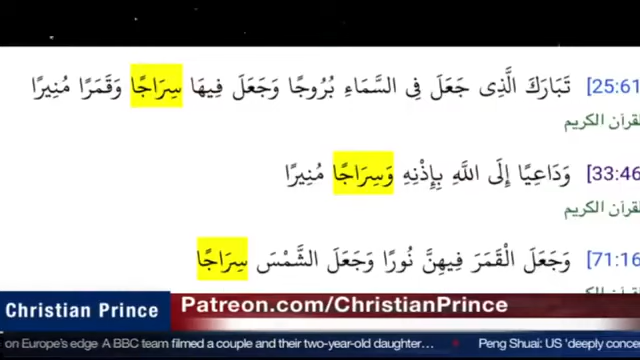 تَبَارَكَ الَّذِى جَعَلَ فِى السَّمَاءِ بُرُوجًا وَجَعَلَ فِيهَا سِرَاجًا وَقَمَرًا مُنِيرًا [25:61
القرآن الكريم
وَدَاعِيًا إِلَى اللَّهِ بِإِذْنِهِ وَسِرَاجًا مُنِيرًا [33:46
القرآن الكريم
وَجَعَلَ الْقَمَرَ فِيهِنَّ نُورًا وَجَعَلَ الشَّمْسَ سِرَاجًا [71:16
Christian Prince
Patreon.com/ChristianPrince
on Europe's edge A BBC team filmed a couple and their two-year-old daughter… Peng Shuai: US 'deeply conce